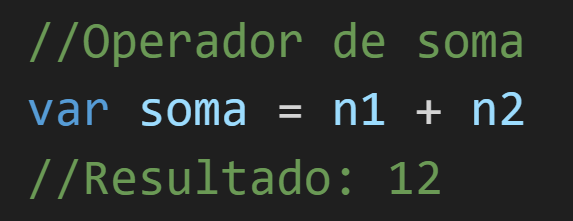 //Operador de soma
var soma = n1 + n2
//Resultado: 12